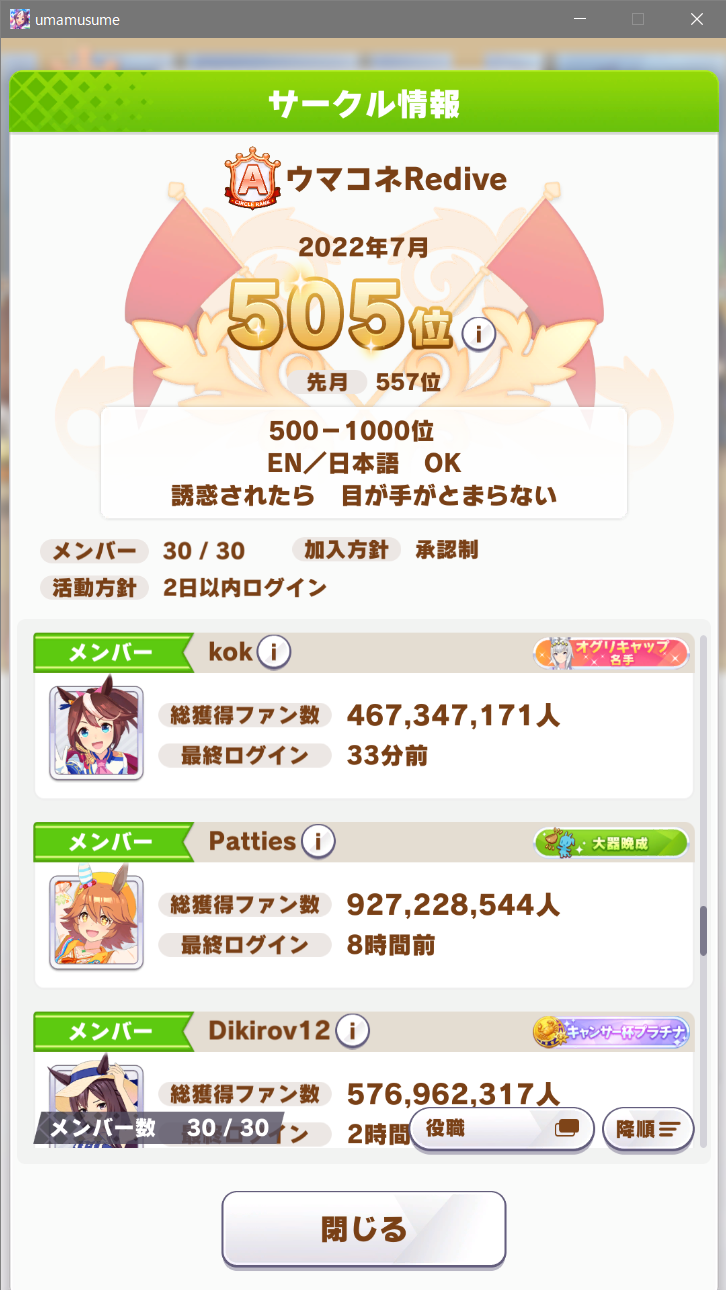 umamusume
サークル情報
A
CIRCLE RANK
ウマコネRedive
2022年7月
505位
i
先月 557位
500－1000位
EN／日本語　OK
誘惑されたら　目が手がとまらない
メンバー 30 / 30 加入方針 承認制
活動方針 2日以内ログイン
メンバー kok i オグリキャップ
名手
総獲得ファン数 467,347,171人
最終ログイン 33分前
メンバー Patties i 大器晩成
総獲得ファン数 927,228,544人
最終ログイン 8時間前
メンバー Dikirov12 i キャンサー杯プラチナ
総獲得ファン数 576,962,317人
イン 2時間
メンバー数 30 / 30 役職 降順
閉じる